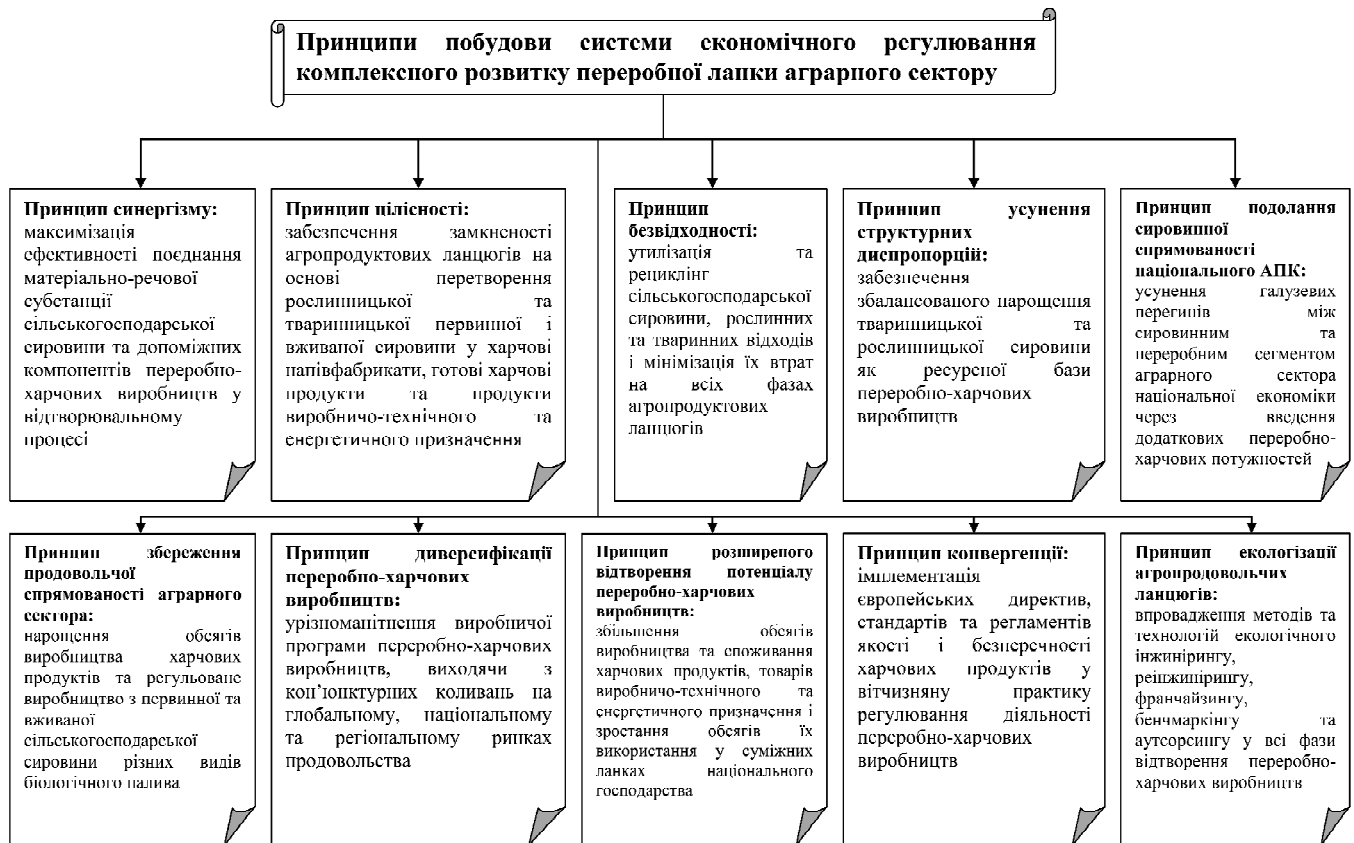 Принципи побудови системи економічного регулювання
комплексного розвитку переробної ланки аграрного сектору
Принцип синергізму:
максимізація
ефективності поєднання
матеріально-речової
субстанції
сільськогосподарської
сировини та допоміжних
компонентів переробно-
харчових виробництв у
відтворювальному
процесі
Принцип цілісності:
забезпечення замкненості
агропродуктових ланцюгів на
основі перетворення
рослинницької та
тваринницької первинної і
вживаної сировини у харчові
напівфабрикати, готові харчові
продукти та продукти
виробничо-технічного та
енергетичного призначення
Принцип
безвідходності:
утилізація та
рециклінг
сільськогосподарської
сировини, рослинних
та тваринних відходів
і мінімізація їх втрат
на всіх фазах
агропродуктових
ланцюгів
Принцип усунення
структурних
диспропорцій:
забезпечення
збалансованого нарощення
тваринницької та
рослинницької сировини
як ресурсної бази
переробно-харчових
виробництв
Принцип подолання
сировинної
спрямованості
національного АПК:
усунення галузевих
перегинів між
сировинним та
переробним сегментом
аграрного сектора
національної економіки
через введення
додаткових переробно-
харчових потужностей
Принцип збереження
продовольчої
спрямованості аграрного
сектора:
нарощення обсягів
виробництва харчових
продуктів та регульоване
виробництво з первинної та
вживаної
сільськогосподарської
сировини різних видів
біологічного палива
Принцип диверсифікації
переробно-харчових
виробництв:
урізноманітнення виробничої
програми переробно-харчових
виробництв, виходячи з
кон’юнктурних коливань на
глобальному, національному
та регіональному ринках
продовольства
Принцип розширеного
відтворення потенціалу
переробно-харчових
виробництв:
збільшення обсягів
виробництва та споживання
харчових продуктів, товарів
виробничо-технічного та
енергетичного призначення і
зростання обсягів їх
використання у суміжних
ланках національного
господарства
Принцип конвергенції:
імплементація
європейських директив,
стандартів та регламентів
якості і безпечності
харчових продуктів у
вітчизняну практику
регулювання діяльності
переробно-харчових
виробництв
Принцип екологізації
агропродовольчих
ланцюгів:
впровадження методів та
технологій екологічного
інжинірингу,
реінжинірингу,
франчайзингу,
бенчмаркінгу та
аутсорсингу у всі фази
відтворення переробно-
харчових виробництв